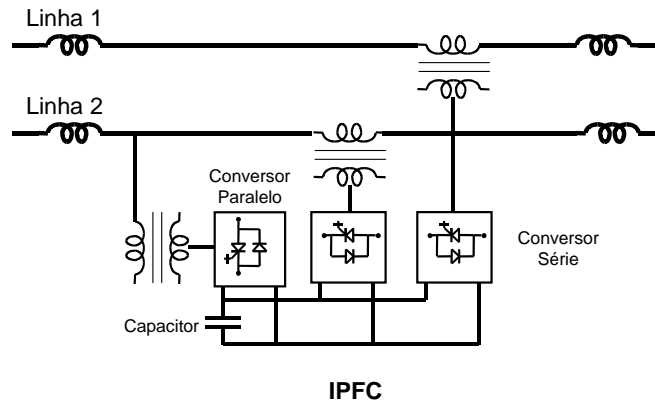 Linha 1
Linha 2
Conversor
Paralelo
Conversor
Série
Capacitor
IPFC